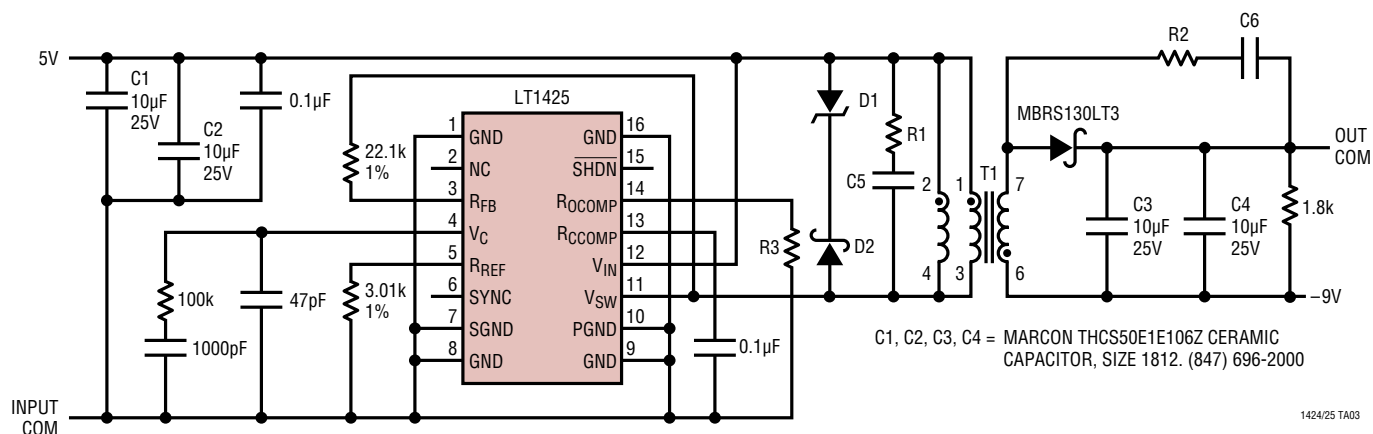 5V
C1
10µF
25V
C2
10µF
25V
0.1µF
22.1k
1%
100k
1000pF
47pF
3.01k
1%
INPUT
COM
LT1425
1 GND
2 NC
3 RFB
4 VC
5 RREF
6 SYNC
7 SGND
8 GND
16 GND
15 SHDN
14 ROCOMP
13 RCCOMP
12 VIN
11 VSW
10 PGND
9 GND
R3
0.1µF
D1
D2
R1
C5
2
4
1
3
T1
7
6
R2
C6
MBRS130LT3
C3
10µF
25V
C4
10µF
25V
1.8k
OUT
COM
–9V
C1, C2, C3, C4 = MARCON THCS50E1E106Z CERAMIC
CAPACITOR, SIZE 1812. (847) 696-2000
1424/25 TA03